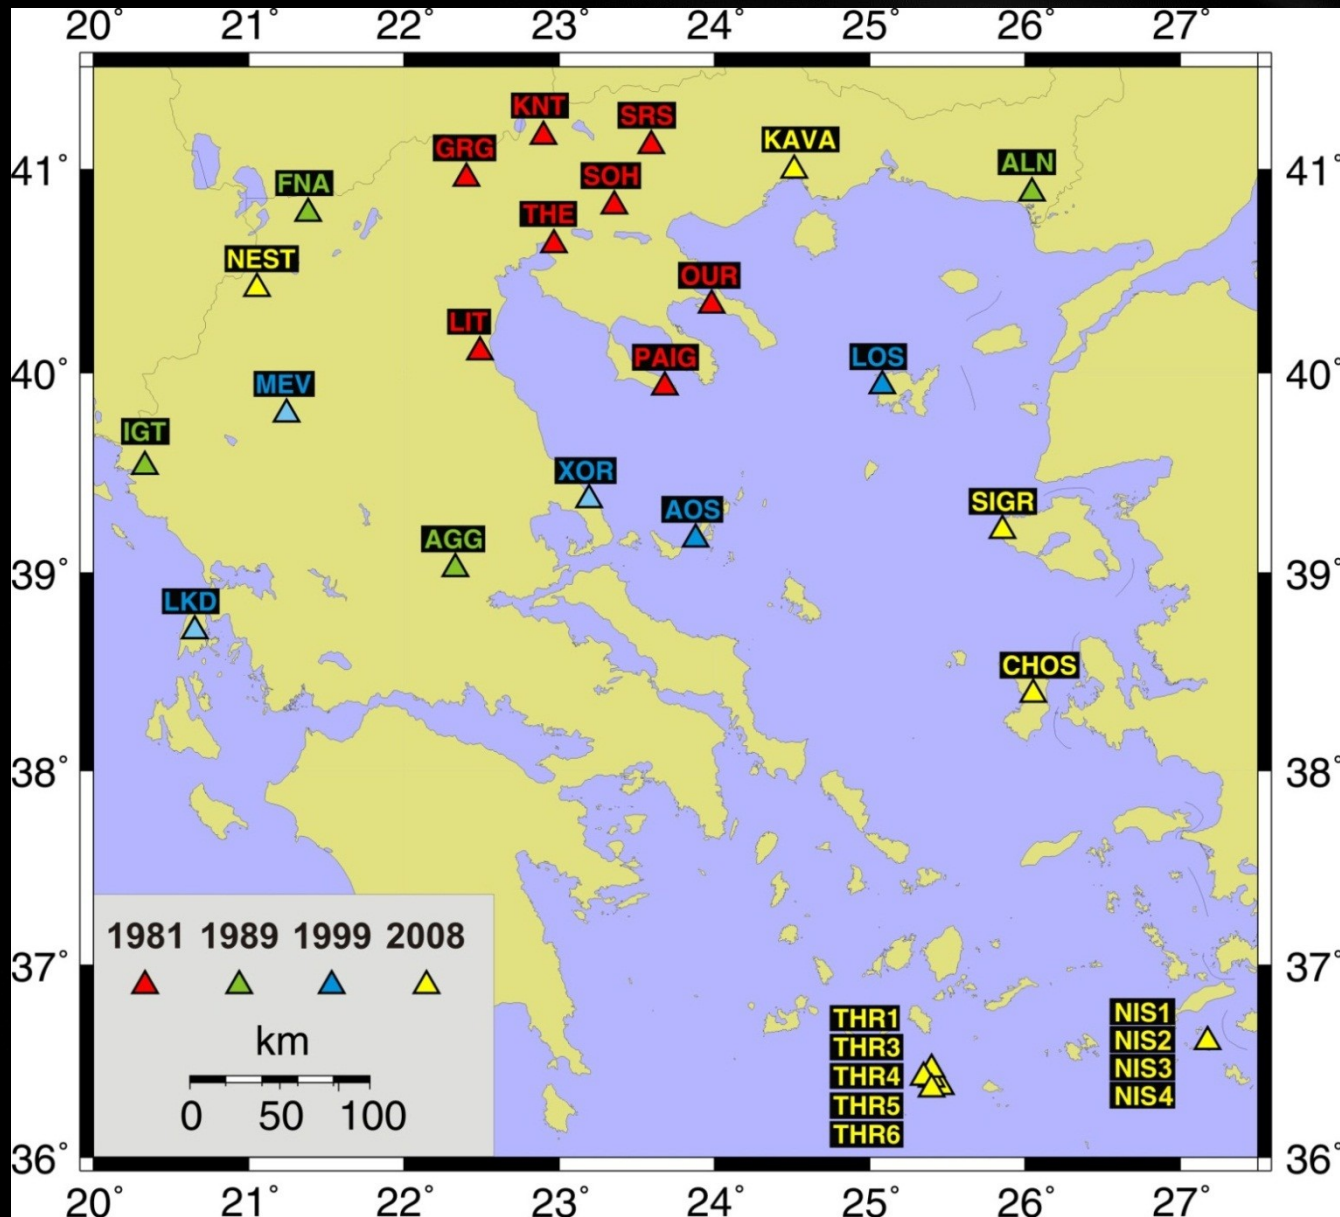 20° 21° 22° 23° 24° 25° 26° 27°
KNT
SRS
KAVA
GRG
ALN
41° 41°
SOH
FNA
THE
NEST
OUR
LIT
PAIG
LOS
40° 40°
MEV
IGT
XOR
SIGR
AOS
AGG
39° 39°
LKD
CHOS
38° 38°
1981 1989 1999 2008
37° 37°
km
0 50 100
THR1
THR3
THR4
THR5
THR6
NIS1
NIS2
NIS3
NIS4
36° 36°
20° 21° 22° 23° 24° 25° 26° 27°